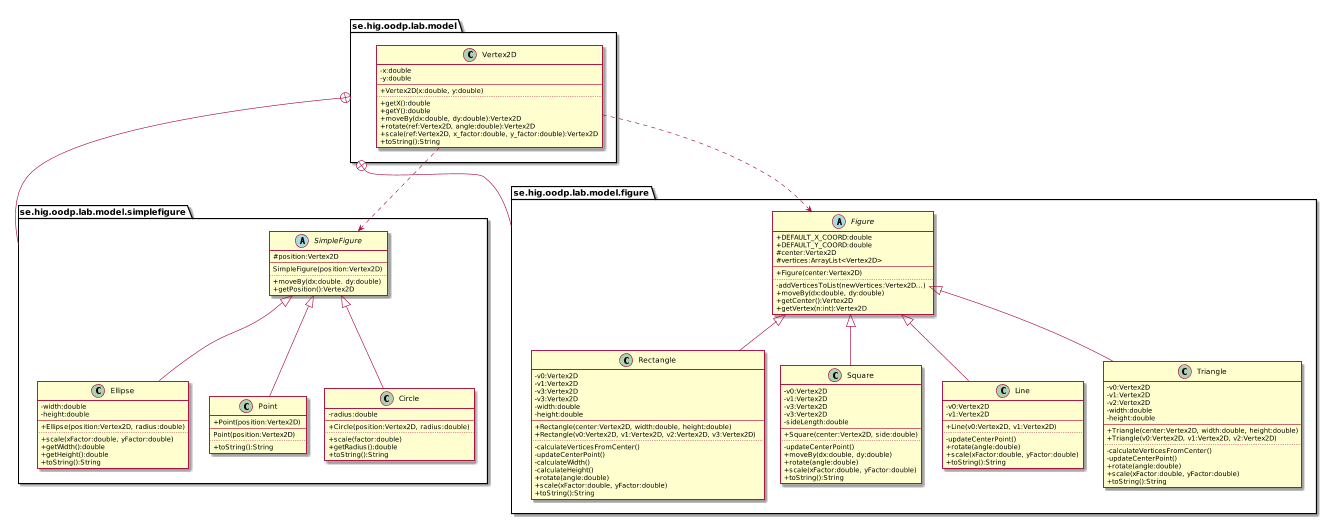 se.hig.oodp.lab.model
C Vertex2D
-x:double
-y:double
+Vertex2D(x:double, y:double)
+getX():double
+getY():double
+moveBy(dx:double, dy:double):Vertex2D
+rotate(ref:Vertex2D, angle:double):Vertex2D
+scale(ref:Vertex2D, x_factor:double, y_factor:double):Vertex2D
+toString():String
se.hig.oodp.lab.model.simplefigure
A SimpleFigure
#position:Vertex2D
SimpleFigure(position:Vertex2D)
+moveBy(dx:double. dy:double)
+getPosition():Vertex2D
C Ellipse
-width:double
-height:double
+Ellipse(position:Vertex2D, radius:double)
+scale(xFactor:double, yFactor:double)
+getWidth():double
+getHeight():double
+toString():String
C Point
+Point(position:Vertex2D)
Point(position:Vertex2D)
+toString():String
C Circle
-radius:double
+Circle(position:Vertex2D, radius:double)
+scale(factor:double)
+getRadius():double
+toString():String
se.hig.oodp.lab.model.figure
A Figure
+DEFAULT_X_COORD:double
+DEFAULT_Y_COORD:double
#center:Vertex2D
#vertices:ArrayList<Vertex2D>
+Figure(center:Vertex2D)
-addVerticesToList(newVertices:Vertex2D...)
+moveBy(dx:double, dy:double)
+getCenter():Vertex2D
+getVertex(n:int):Vertex2D
C Rectangle
-v0:Vertex2D
-v1:Vertex2D
-v3:Vertex2D
-v3:Vertex2D
-width:double
-height:double
+Rectangle(center:Vertex2D, width:double, height:double)
+Rectangle(v0:Vertex2D, v1:Vertex2D, v2:Vertex2D, v3:Vertex2D)
-calculateVerticesFromCenter()
-updateCenterPoint()
-calculateWidth()
-calculateHeight()
+rotate(angle:double)
+scale(xFactor:double, yFactor:double)
+toString():String
C Square
-v0:Vertex2D
-v1:Vertex2D
-v3:Vertex2D
-v3:Vertex2D
-sideLength:double
+Square(center:Vertex2D, side:double)
-updateCenterPoint()
+moveBy(dx:double, dy:double)
+rotate(angle:double)
+scale(xFactor:double, yFactor:double)
+toString():String
C Line
-v0:Vertex2D
-v1:Vertex2D
+Line(v0:Vertex2D, v1:Vertex2D)
-updateCenterPoint()
+rotate(angle:double)
+scale(xFactor:double, yFactor:double)
+toString():String
C Triangle
-v0:Vertex2D
-v1:Vertex2D
-v2:Vertex2D
-width:double
-height:double
+Triangle(center:Vertex2D, width:double, height:double)
+Triangle(v0:Vertex2D, v1:Vertex2D, v2:Vertex2D)
-calculateVerticesFromCenter()
-updateCenterPoint()
+rotate(angle:double)
+scale(xFactor:double, yFactor:double)
+toString():String